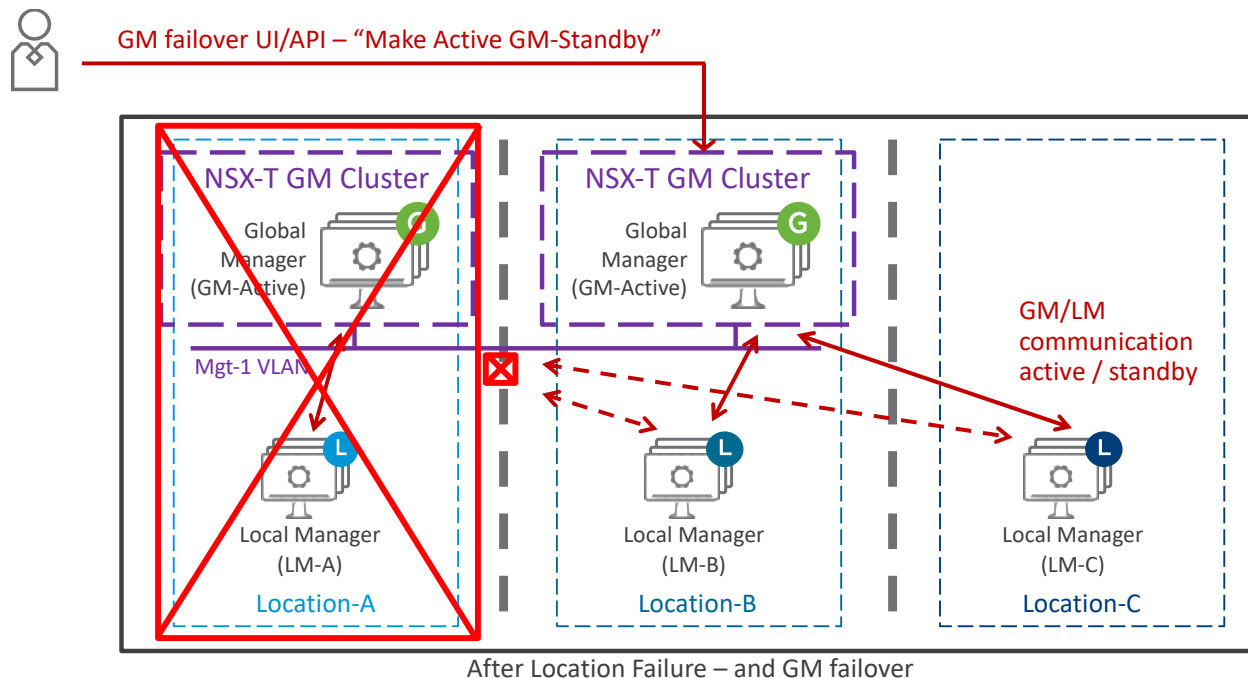 GM failover UI/API – “Make Active GM-Standby”
NSX-T GM Cluster
G
Global
Manager
(GM-Active)
Mgt-1 VLAN
L
Local Manager
(LM-A)
Location-A
NSX-T GM Cluster
G
Global
Manager
(GM-Active)
L
Local Manager
(LM-B)
Location-B
GM/LM
communication
active / standby
L
Local Manager
(LM-C)
Location-C
After Location Failure – and GM failover